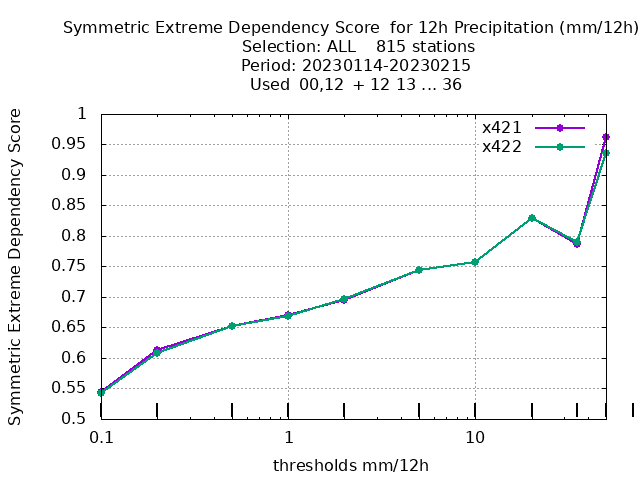 Symmetric Extreme Dependency Score  for 12h Precipitation (mm/12h)
Selection: ALL    815 stations
Period: 20230114-20230215
Used  00,12  + 12 13 ... 36
x421
x422
Symmetric Extreme Dependency Score
1
0.95
0.9
0.85
0.8
0.75
0.7
0.65
0.6
0.55
0.5
0.1
1
10
thresholds mm/12h